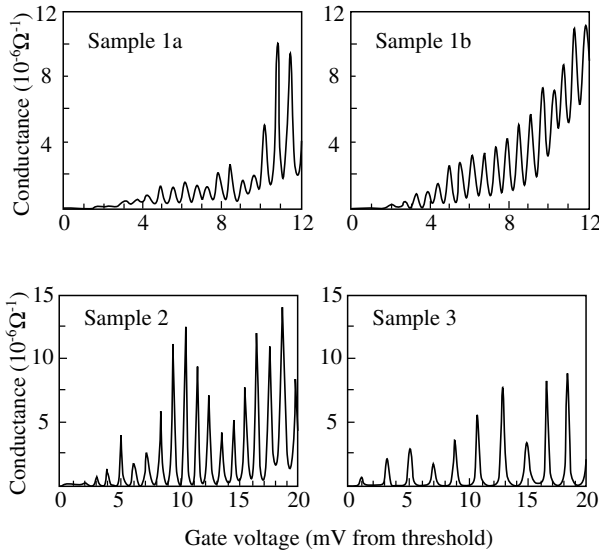 12
8
4
Conductance (10⁻⁶Ω⁻¹)
Sample 1a
0 4 8 12
12
8
4
Sample 1b
0 4 8 12
15
10
5
Conductance (10⁻⁶Ω⁻¹)
Sample 2
0 5 10 15 20
15
10
5
Sample 3
0 5 10 15 20
Gate voltage (mV from threshold)